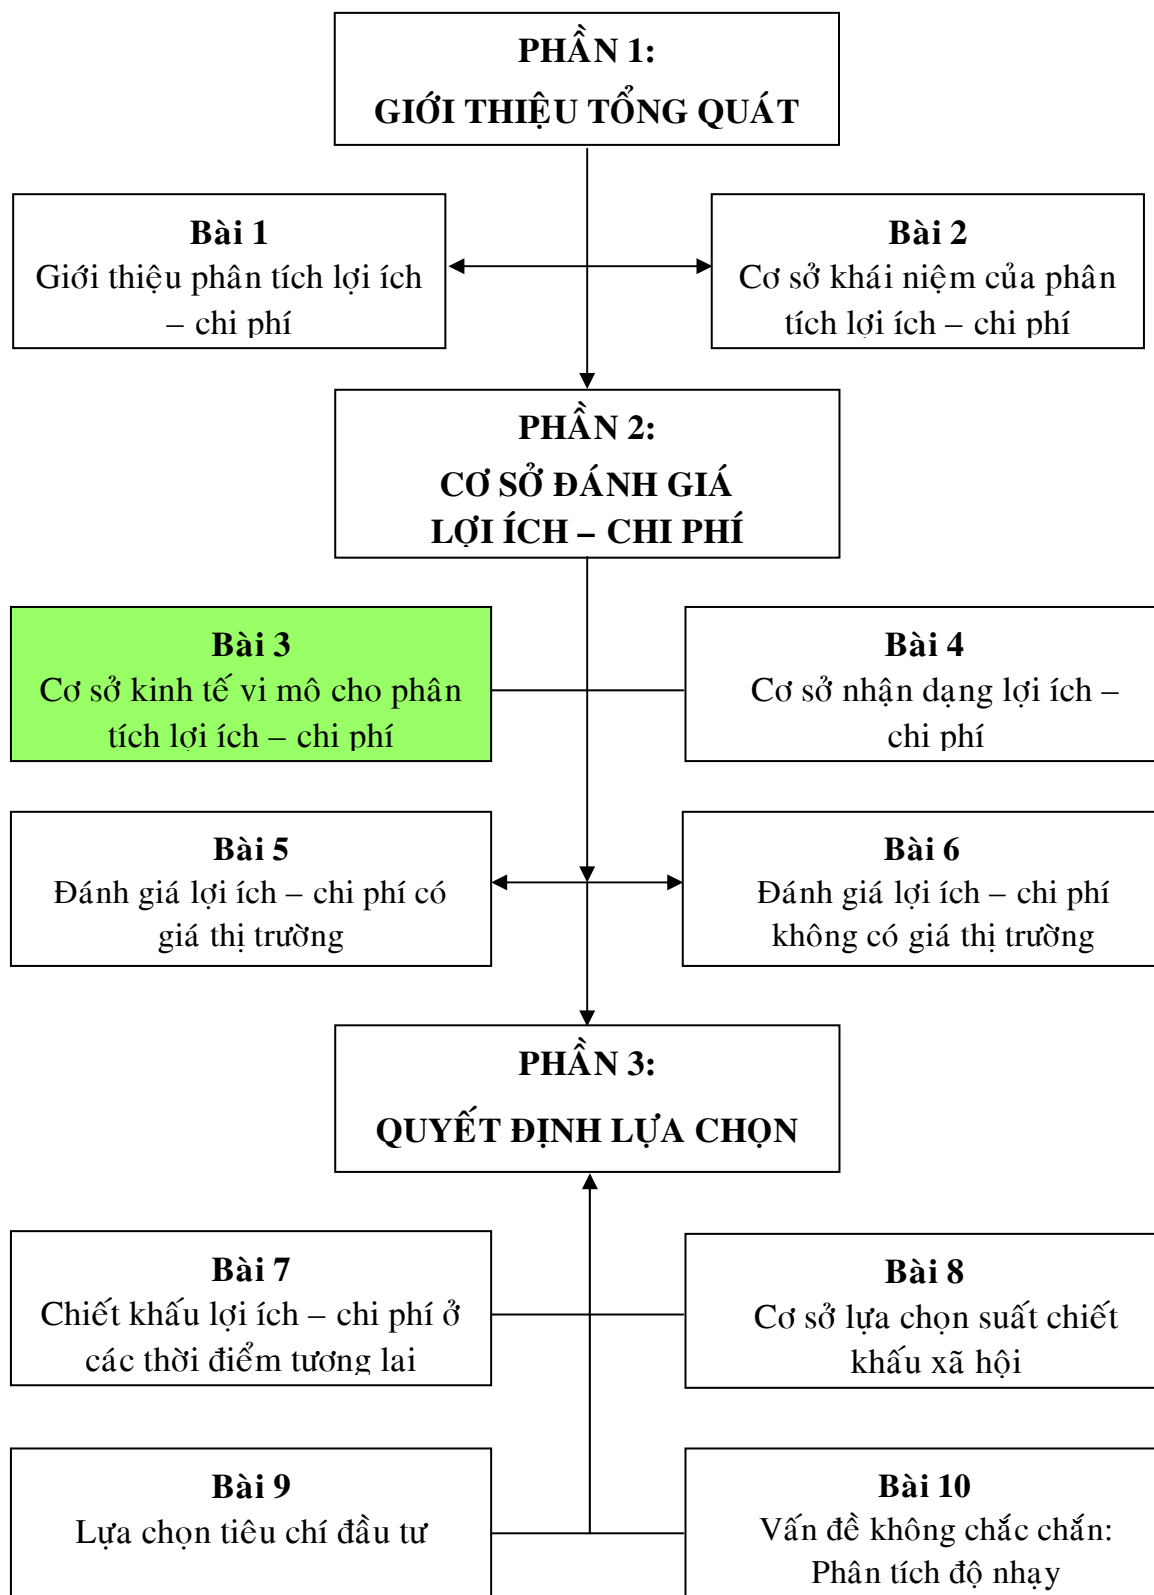 PHẦN 1:
GIỚI THIỆU TỔNG QUÁT
Bài 1
Giới thiệu phân tích lợi ích
– chi phí
Bài 2
Cơ sở khái niệm của phân
tích lợi ích – chi phí
PHẦN 2:
CƠ SỞ ĐÁNH GIÁ
LỢI ÍCH – CHI PHÍ
Bài 3
Cơ sở kinh tế vi mô cho phân
tích lợi ích – chi phí
Bài 4
Cơ sở nhận dạng lợi ích –
chi phí
Bài 5
Đánh giá lợi ích – chi phí có
giá thị trường
Bài 6
Đánh giá lợi ích – chi phí
không có giá thị trường
PHẦN 3:
QUYẾT ĐỊNH LỰA CHỌN
Bài 7
Chiết khấu lợi ích – chi phí ở
các thời điểm tương lai
Bài 8
Cơ sở lựa chọn suất chiết
khấu xã hội
Bài 9
Lựa chọn tiêu chí đầu tư
Bài 10
Vấn đề không chắc chắn:
Phân tích độ nhạy